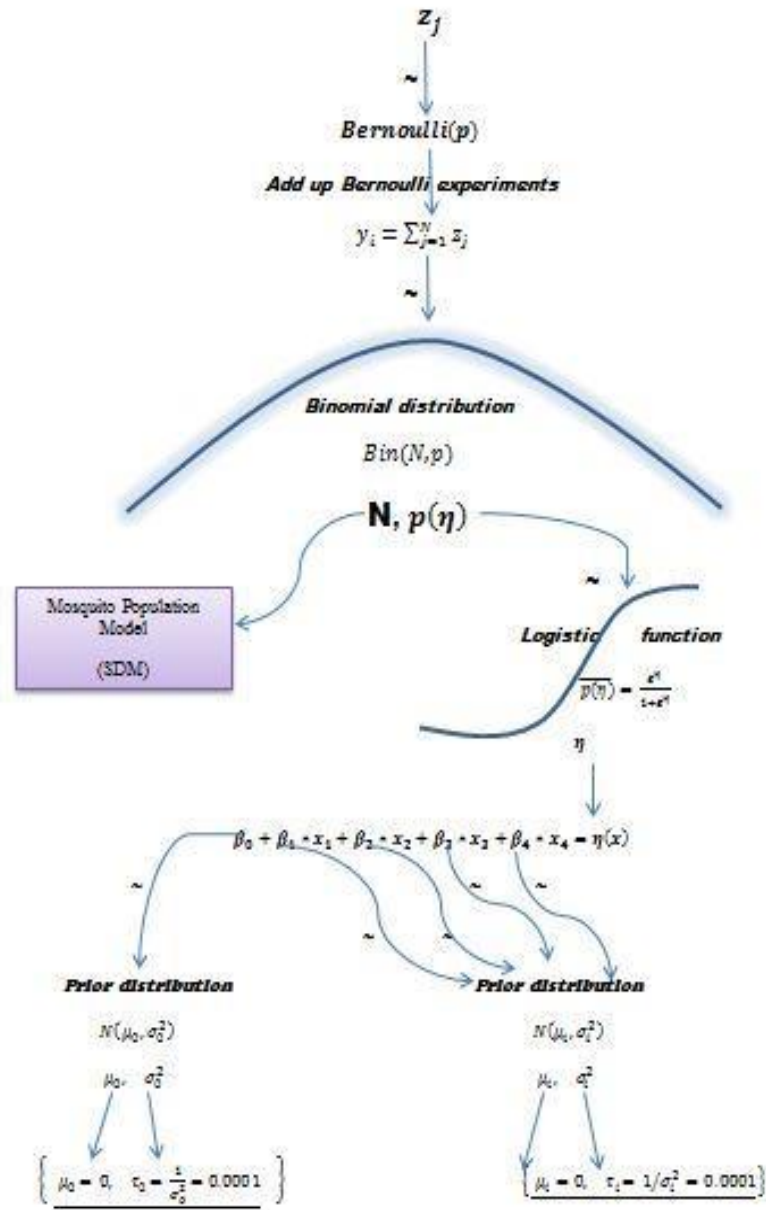 z_j
~
Bernoulli(p)
Add up Bernoulli experiments
y_i = ∑_{j=1}^{N} z_j
~
Binomial distribution
Bin(N,p)
N, p(η)
~
Mosquito Population
Model
(SDM)
Logistic function
\overline{p(η)} = \frac{e^η}{1+e^η}
η
β_0 + β_1 * x_1 + β_2 * x_2 + β_3 * x_3 + β_4 * x_4 = η(x)
~ ~ ~
~ ~
Prior distribution Prior distribution
N(μ_0, σ_0^2) N(μ_i, σ_i^2)
μ_0, σ_0^2 μ_i, σ_i^2
{ μ_0 = 0, τ_0 = \frac{1}{σ_0^2} = 0.0001 } { μ_i = 0, τ_i = 1/σ_i^2 = 0.0001 }